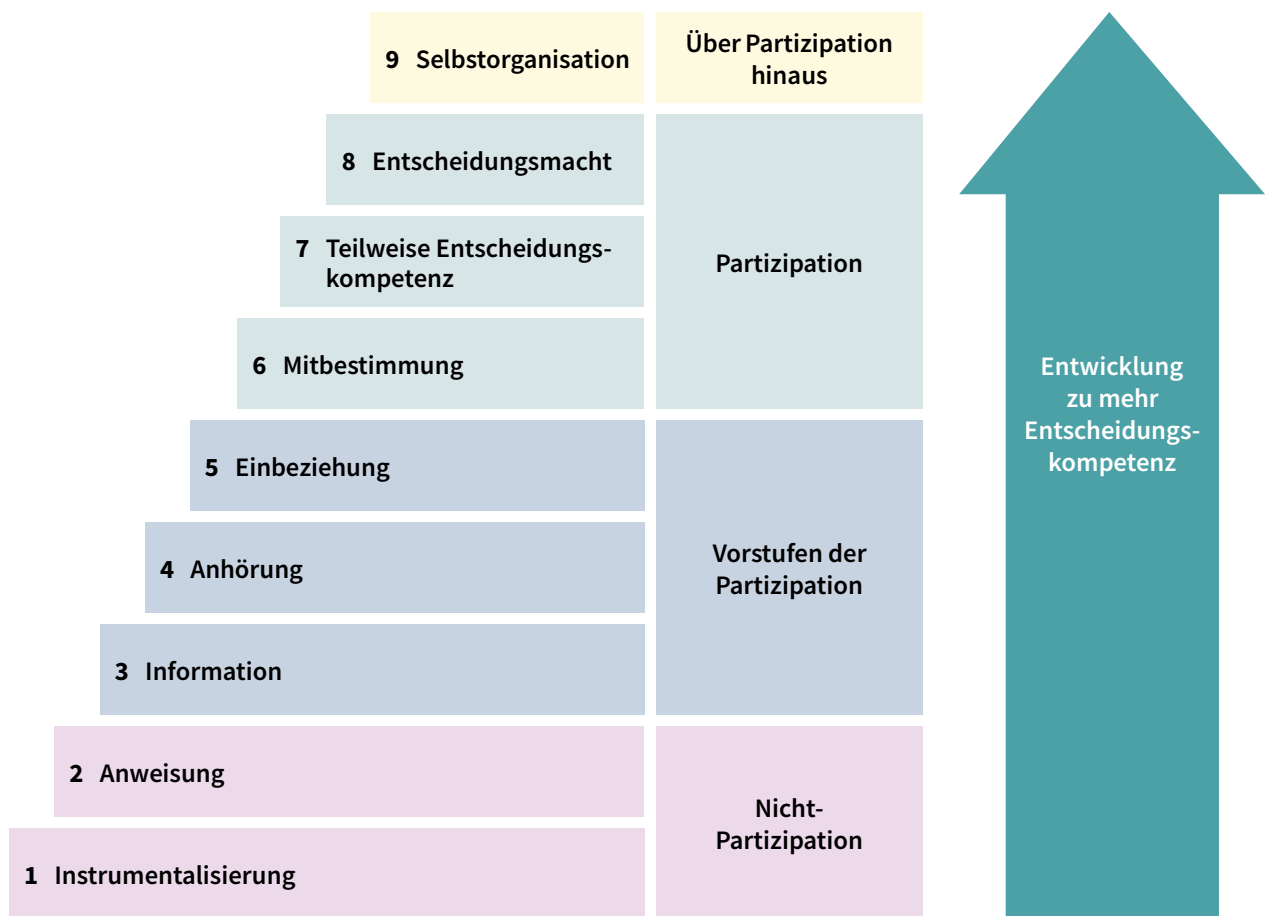 9 Selbstorganisation
Über Partizipation
hinaus
8 Entscheidungsmacht
7 Teilweise Entscheidungs-
kompetenz
Partizipation
6 Mitbestimmung
5 Einbeziehung
4 Anhörung
Vorstufen der
Partizipation
3 Information
2 Anweisung
Nicht-
Partizipation
1 Instrumentalisierung
Entwicklung
zu mehr
Entscheidungs-
kompetenz